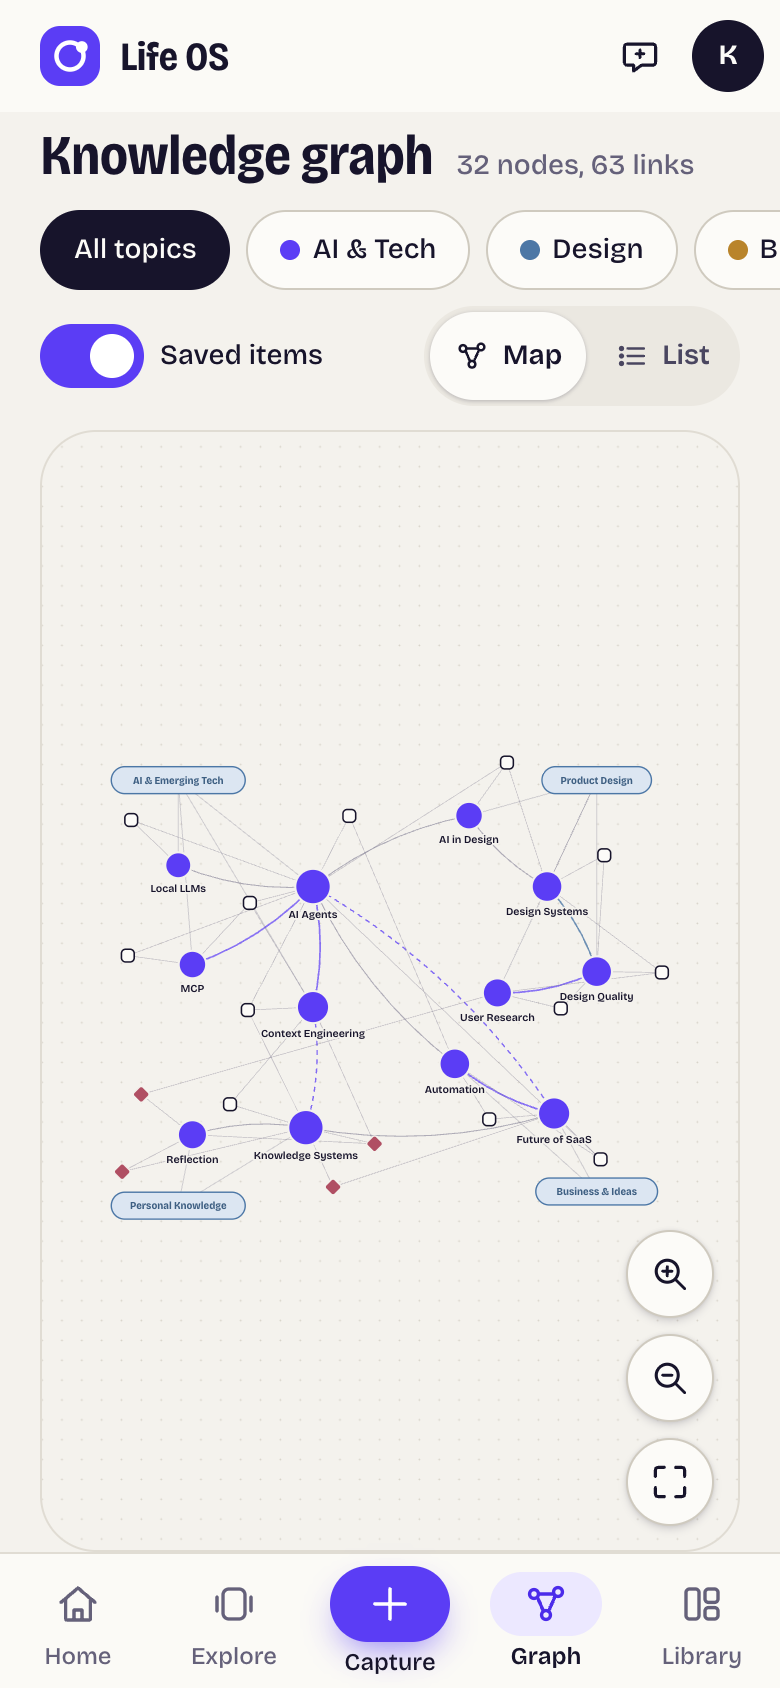 Life OS
K
Knowledge graph 32 nodes, 63 links
All topics AI & Tech Design B
Saved items Map List
AI & Emerging Tech Product Design
AI in Design
Local LLMs
AI Agents Design Systems
MCP
Design Quality
User Research
Context Engineering
Automation
Future of SaaS
Reflection Knowledge Systems
Personal Knowledge Business & Ideas
Home Explore Capture Graph Library